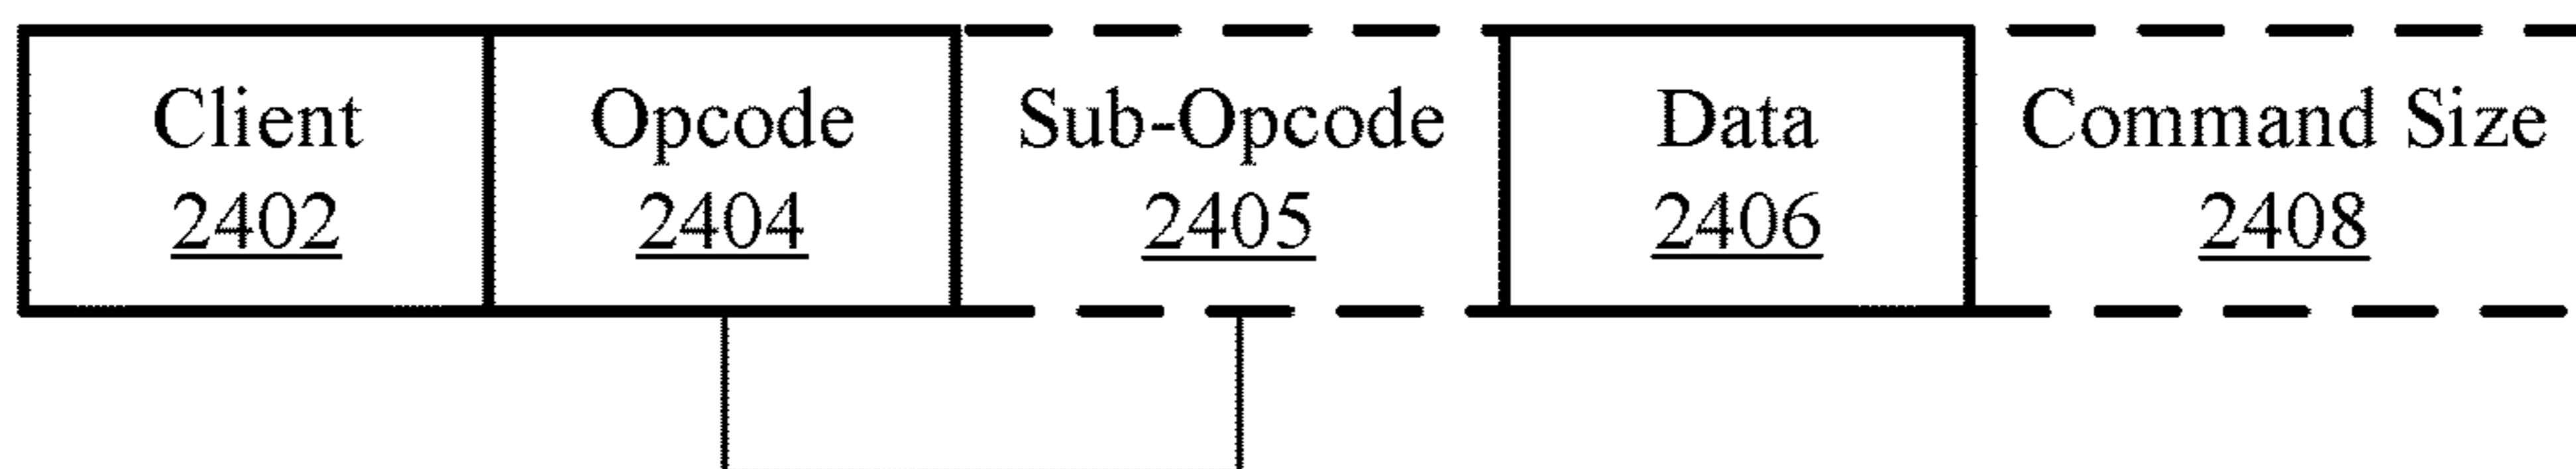 Client Opcode Sub-Opcode Data Command Size
2402 2404 2405 2406 2408